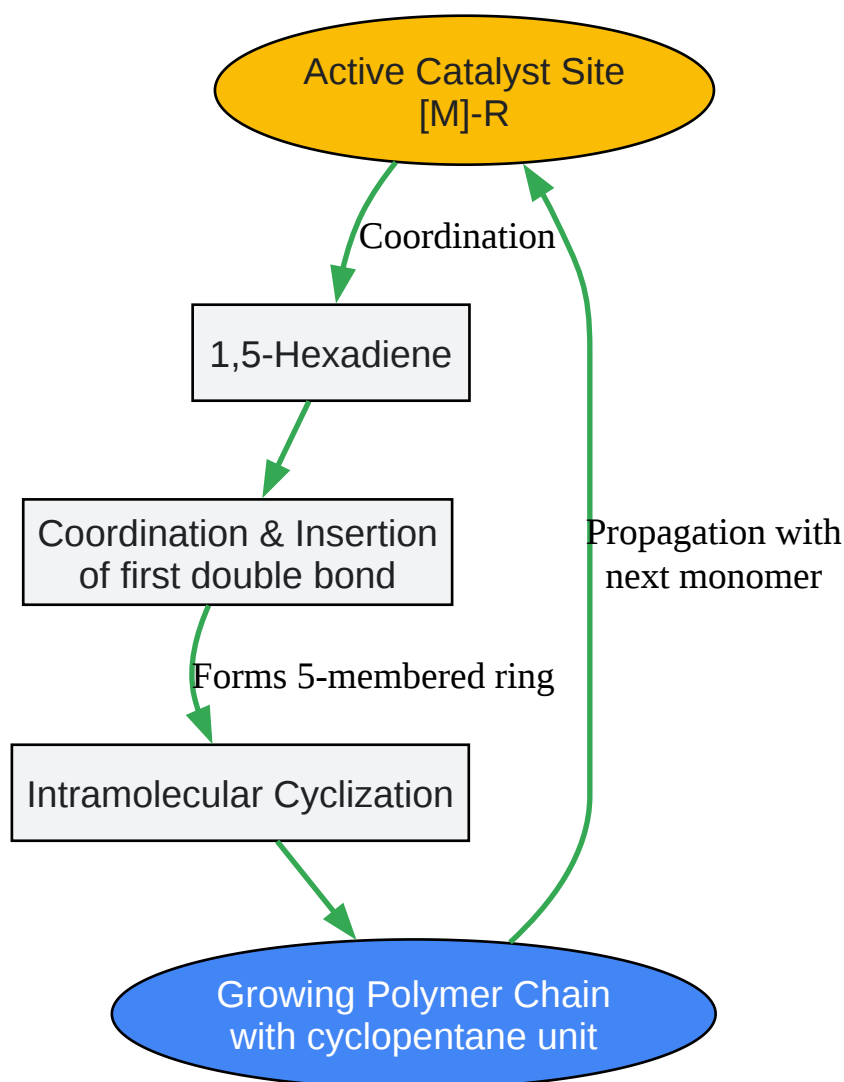 Active Catalyst Site
[M]-R
Coordination
1,5-Hexadiene
Coordination & Insertion
of first double bond
Propagation with
next monomer
Forms 5-membered ring
Intramolecular Cyclization
Growing Polymer Chain
with cyclopentane unit